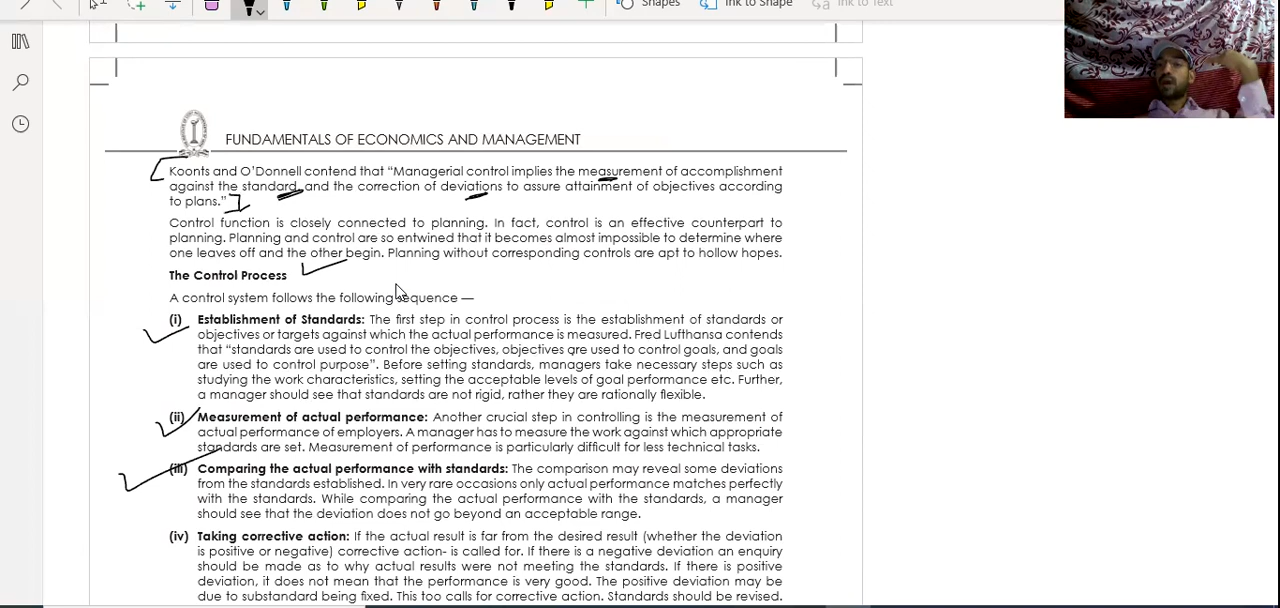 Shapes
Ink to Shape
Ink to Text
FUNDAMENTALS OF ECONOMICS AND MANAGEMENT
Koonts and O'Donnell contend that “Managerial control implies the measurement of accomplishment
against the standard and the correction of deviations to assure attainment of objectives according
to plans.”
Control function is closely connected to planning. In fact, control is an effective counterpart to
planning. Planning and control are so entwined that it becomes almost impossible to determine where
one leaves off and the other begin. Planning without corresponding controls are apt to hollow hopes.
The Control Process
A control system follows the following sequence —
(i) Establishment of Standards: The first step in control process is the establishment of standards or
objectives or targets against which the actual performance is measured. Fred Lufthansa contends
that “standards are used to control the objectives, objectives are used to control goals, and goals
are used to control purpose”. Before setting standards, managers take necessary steps such as
studying the work characteristics, setting the acceptable levels of goal performance etc. Further,
a manager should see that standards are not rigid, rather they are rationally flexible.
(ii) Measurement of actual performance: Another crucial step in controlling is the measurement of
actual performance of employers. A manager has to measure the work against which appropriate
standards are set. Measurement of performance is particularly difficult for less technical tasks.
(iii) Comparing the actual performance with standards: The comparison may reveal some deviations
from the standards established. In very rare occasions only actual performance matches perfectly
with the standards. While comparing the actual performance with the standards, a manager
should see that the deviation does not go beyond an acceptable range.
(iv) Taking corrective action: If the actual result is far from the desired result (whether the deviation
is positive or negative) corrective action- is called for. If there is a negative deviation an enquiry
should be made as to why actual results were not meeting the standards. If there is positive
deviation, it does not mean that the performance is very good. The positive deviation may be
due to substandard being fixed. This too calls for corrective action. Standards should be revised.